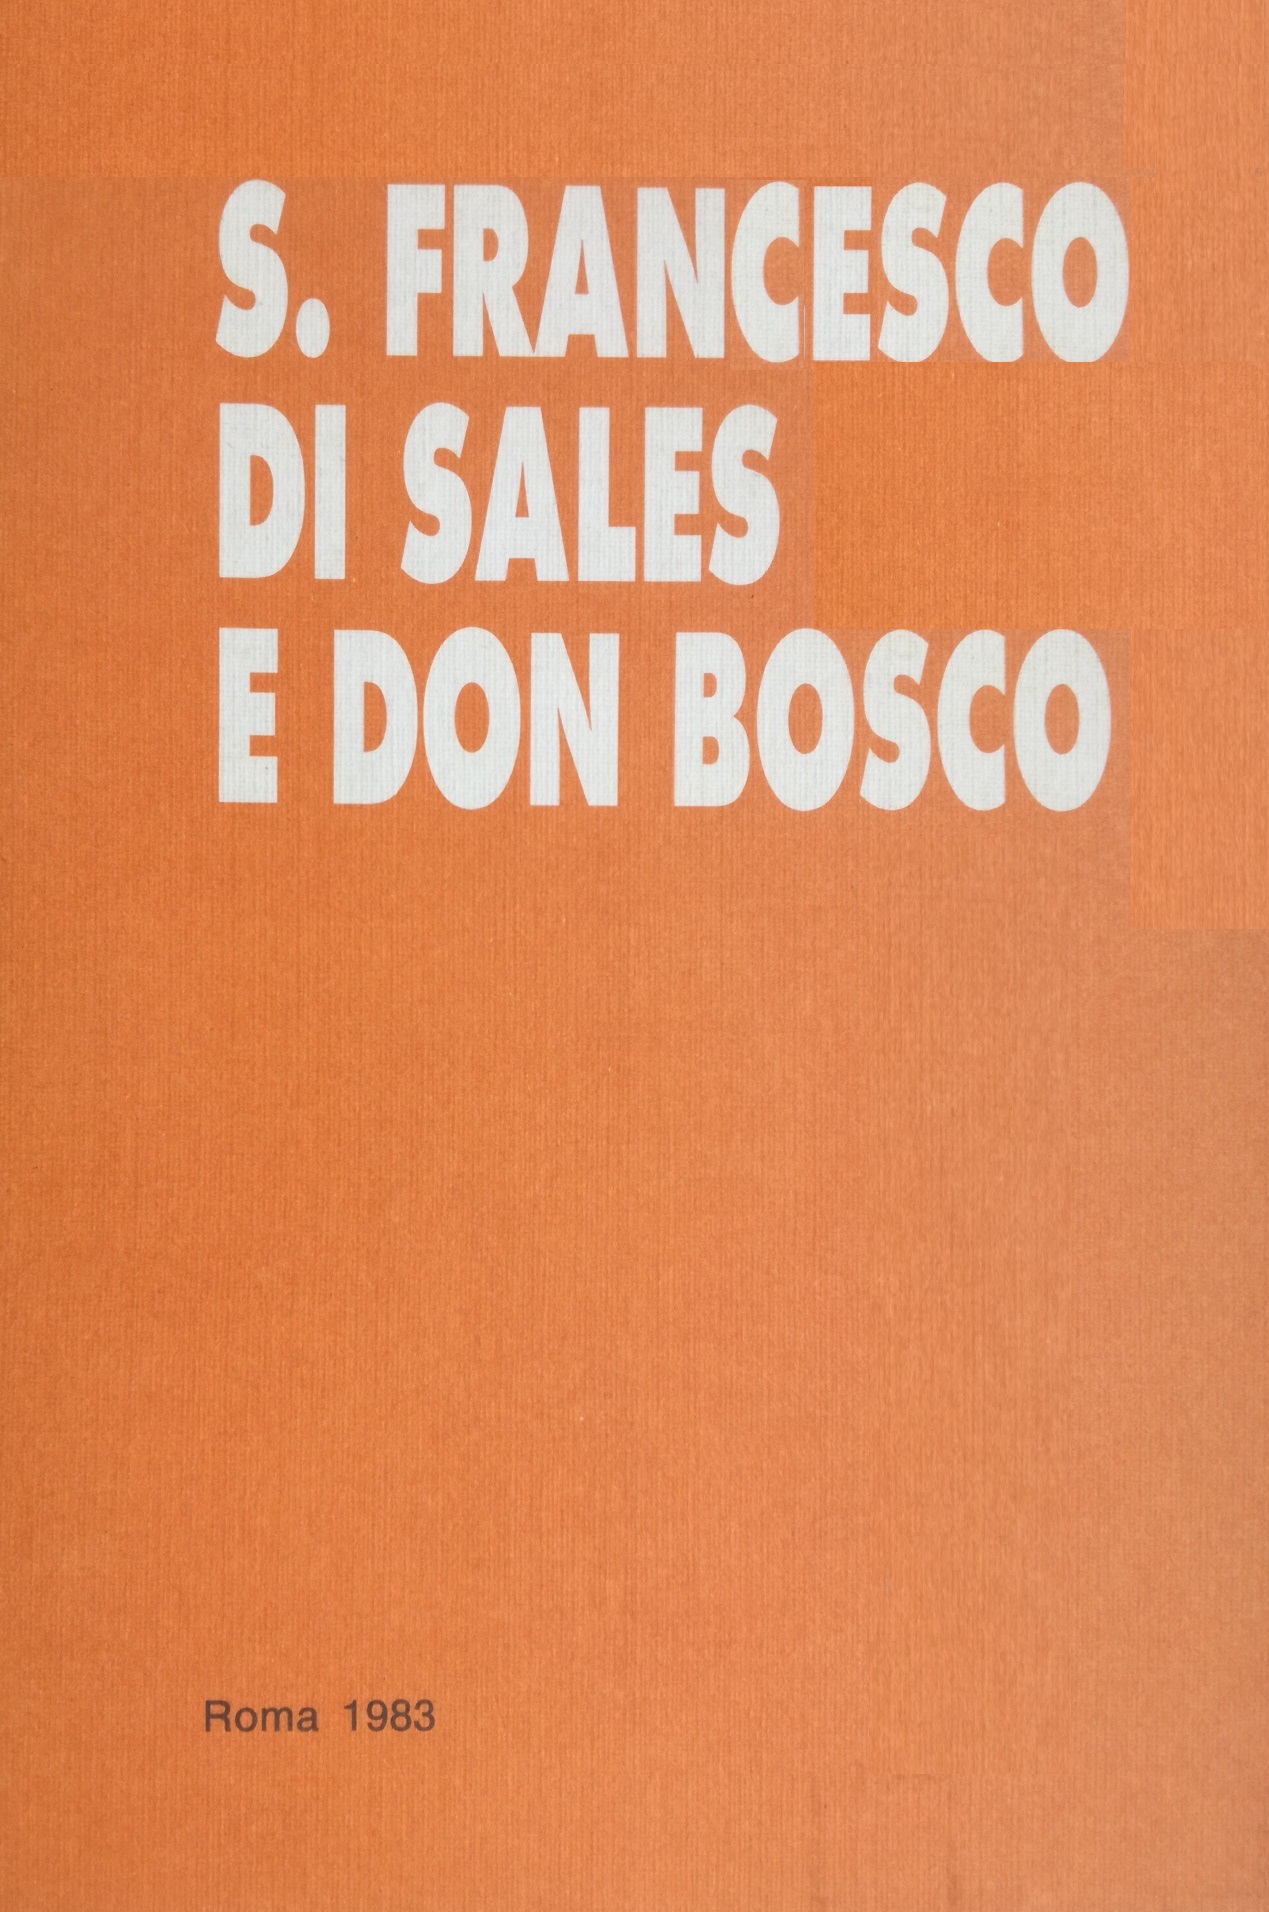 S. FRANCESCO
DI SALES
E DON BOSCO
Roma 1983